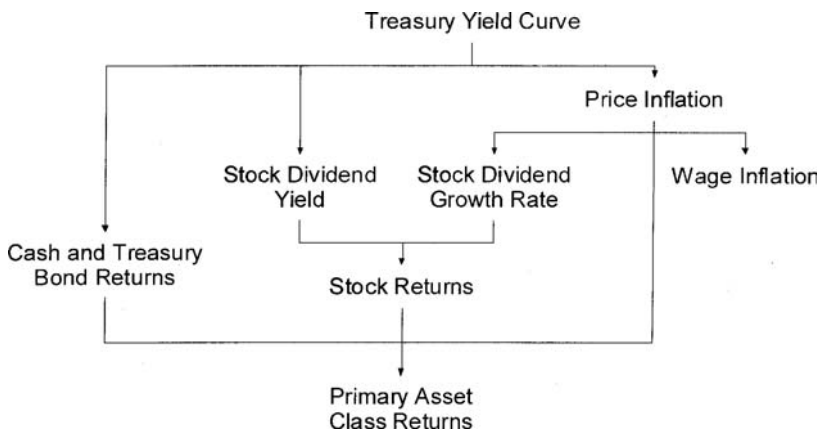 Treasury Yield Curve
Price Inflation
Stock Dividend
Yield
Stock Dividend
Growth Rate
Wage Inflation
Cash and Treasury
Bond Returns
Stock Returns
Primary Asset
Class Returns